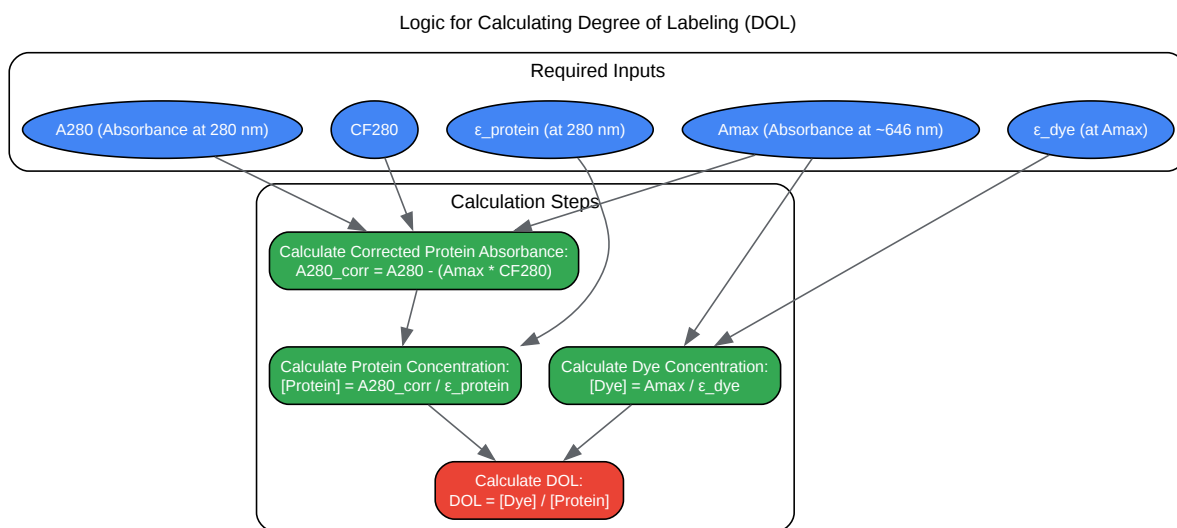 Logic for Calculating Degree of Labeling (DOL)
Required Inputs
A280 (Absorbance at 280 nm)
CF280
ε_protein (at 280 nm)
Amax (Absorbance at ~646 nm)
ε_dye (at Amax)
Calculation Steps
Calculate Corrected Protein Absorbance:
A280_corr = A280 - (Amax * CF280)
Calculate Protein Concentration:
[Protein] = A280_corr / ε_protein
Calculate Dye Concentration:
[Dye] = Amax / ε_dye
Calculate DOL:
DOL = [Dye] / [Protein]